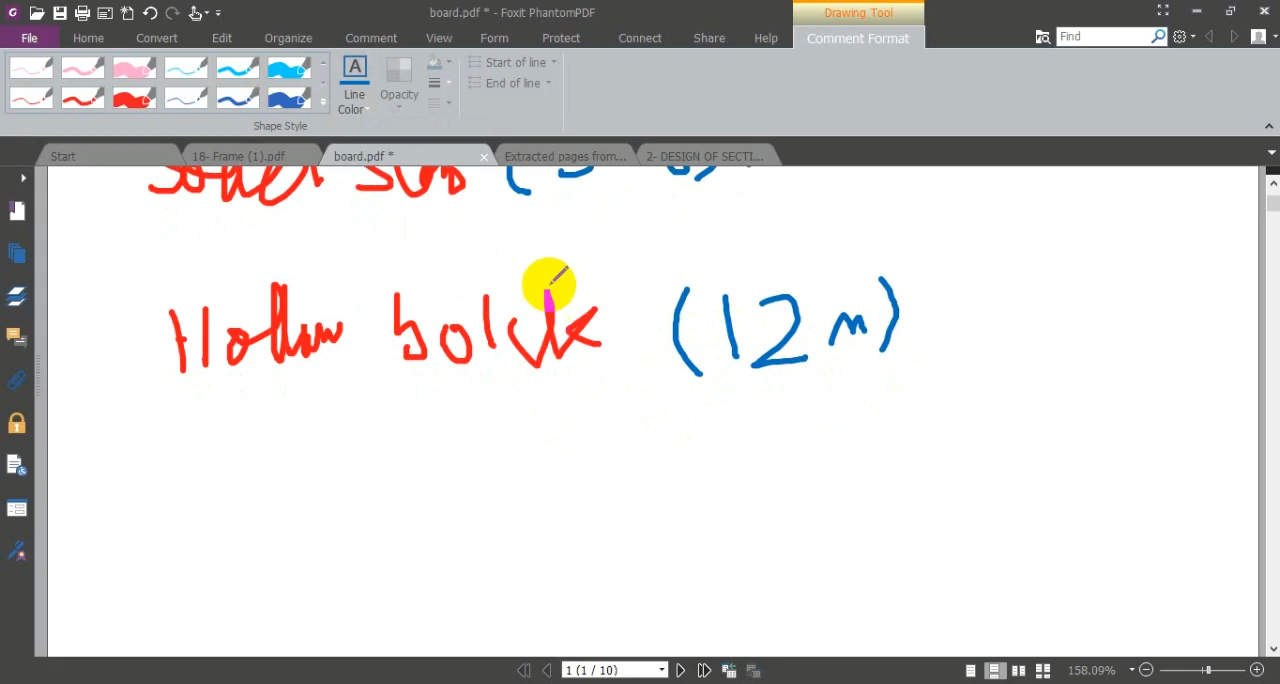 board.pdf * - Foxit PhantomPDF
Drawing Tool
File Home Convert Edit Organize Comment View Form Protect Connect Share Help Comment Format Find
A Line Color Opacity Start of line
End of line
Shape Style
Start 18- Frame (1).pdf board.pdf * Extracted pages from... 2- DESIGN OF SECTI...
slab (
(12 m)
1 (1 / 10) 158.09%